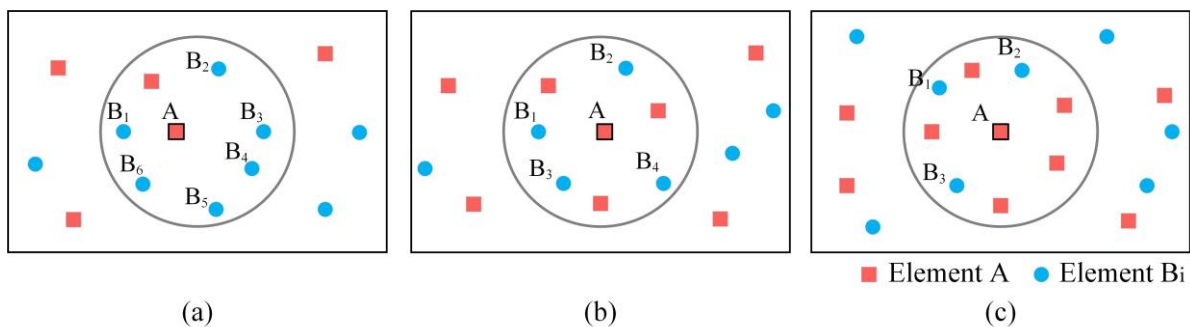 B₂
B₁ A B₃
B₄
B₆
B₅
B₂
B₁ A
B₃ B₄
B₂
B₁
A
B₃
Element A Element Bi
(a) (b) (c)